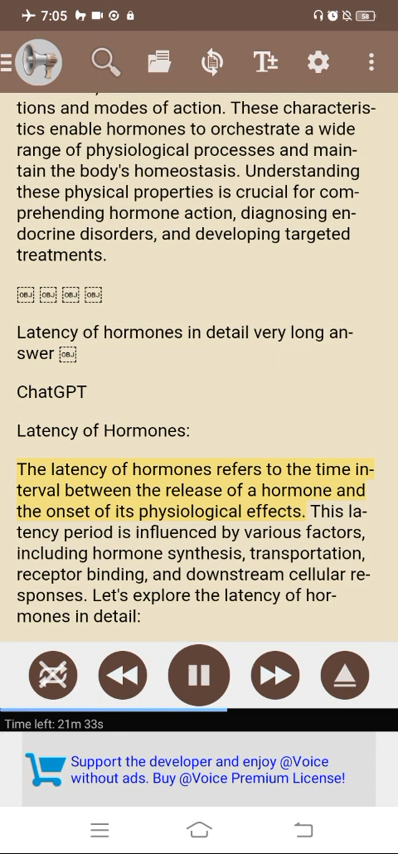 7:05
58
T±
tions and modes of action. These characteris-
tics enable hormones to orchestrate a wide
range of physiological processes and main-
tain the body's homeostasis. Understanding
these physical properties is crucial for com-
prehending hormone action, diagnosing en-
docrine disorders, and developing targeted
treatments.
OBJ OBJ OBJ OBJ
Latency of hormones in detail very long an-
swer OBJ
ChatGPT
Latency of Hormones:
The latency of hormones refers to the time in-
terval between the release of a hormone and
the onset of its physiological effects. This la-
tency period is influenced by various factors,
including hormone synthesis, transportation,
receptor binding, and downstream cellular re-
sponses. Let's explore the latency of hor-
mones in detail:
Time left: 21m 33s
Support the developer and enjoy @Voice
without ads. Buy @Voice Premium License!